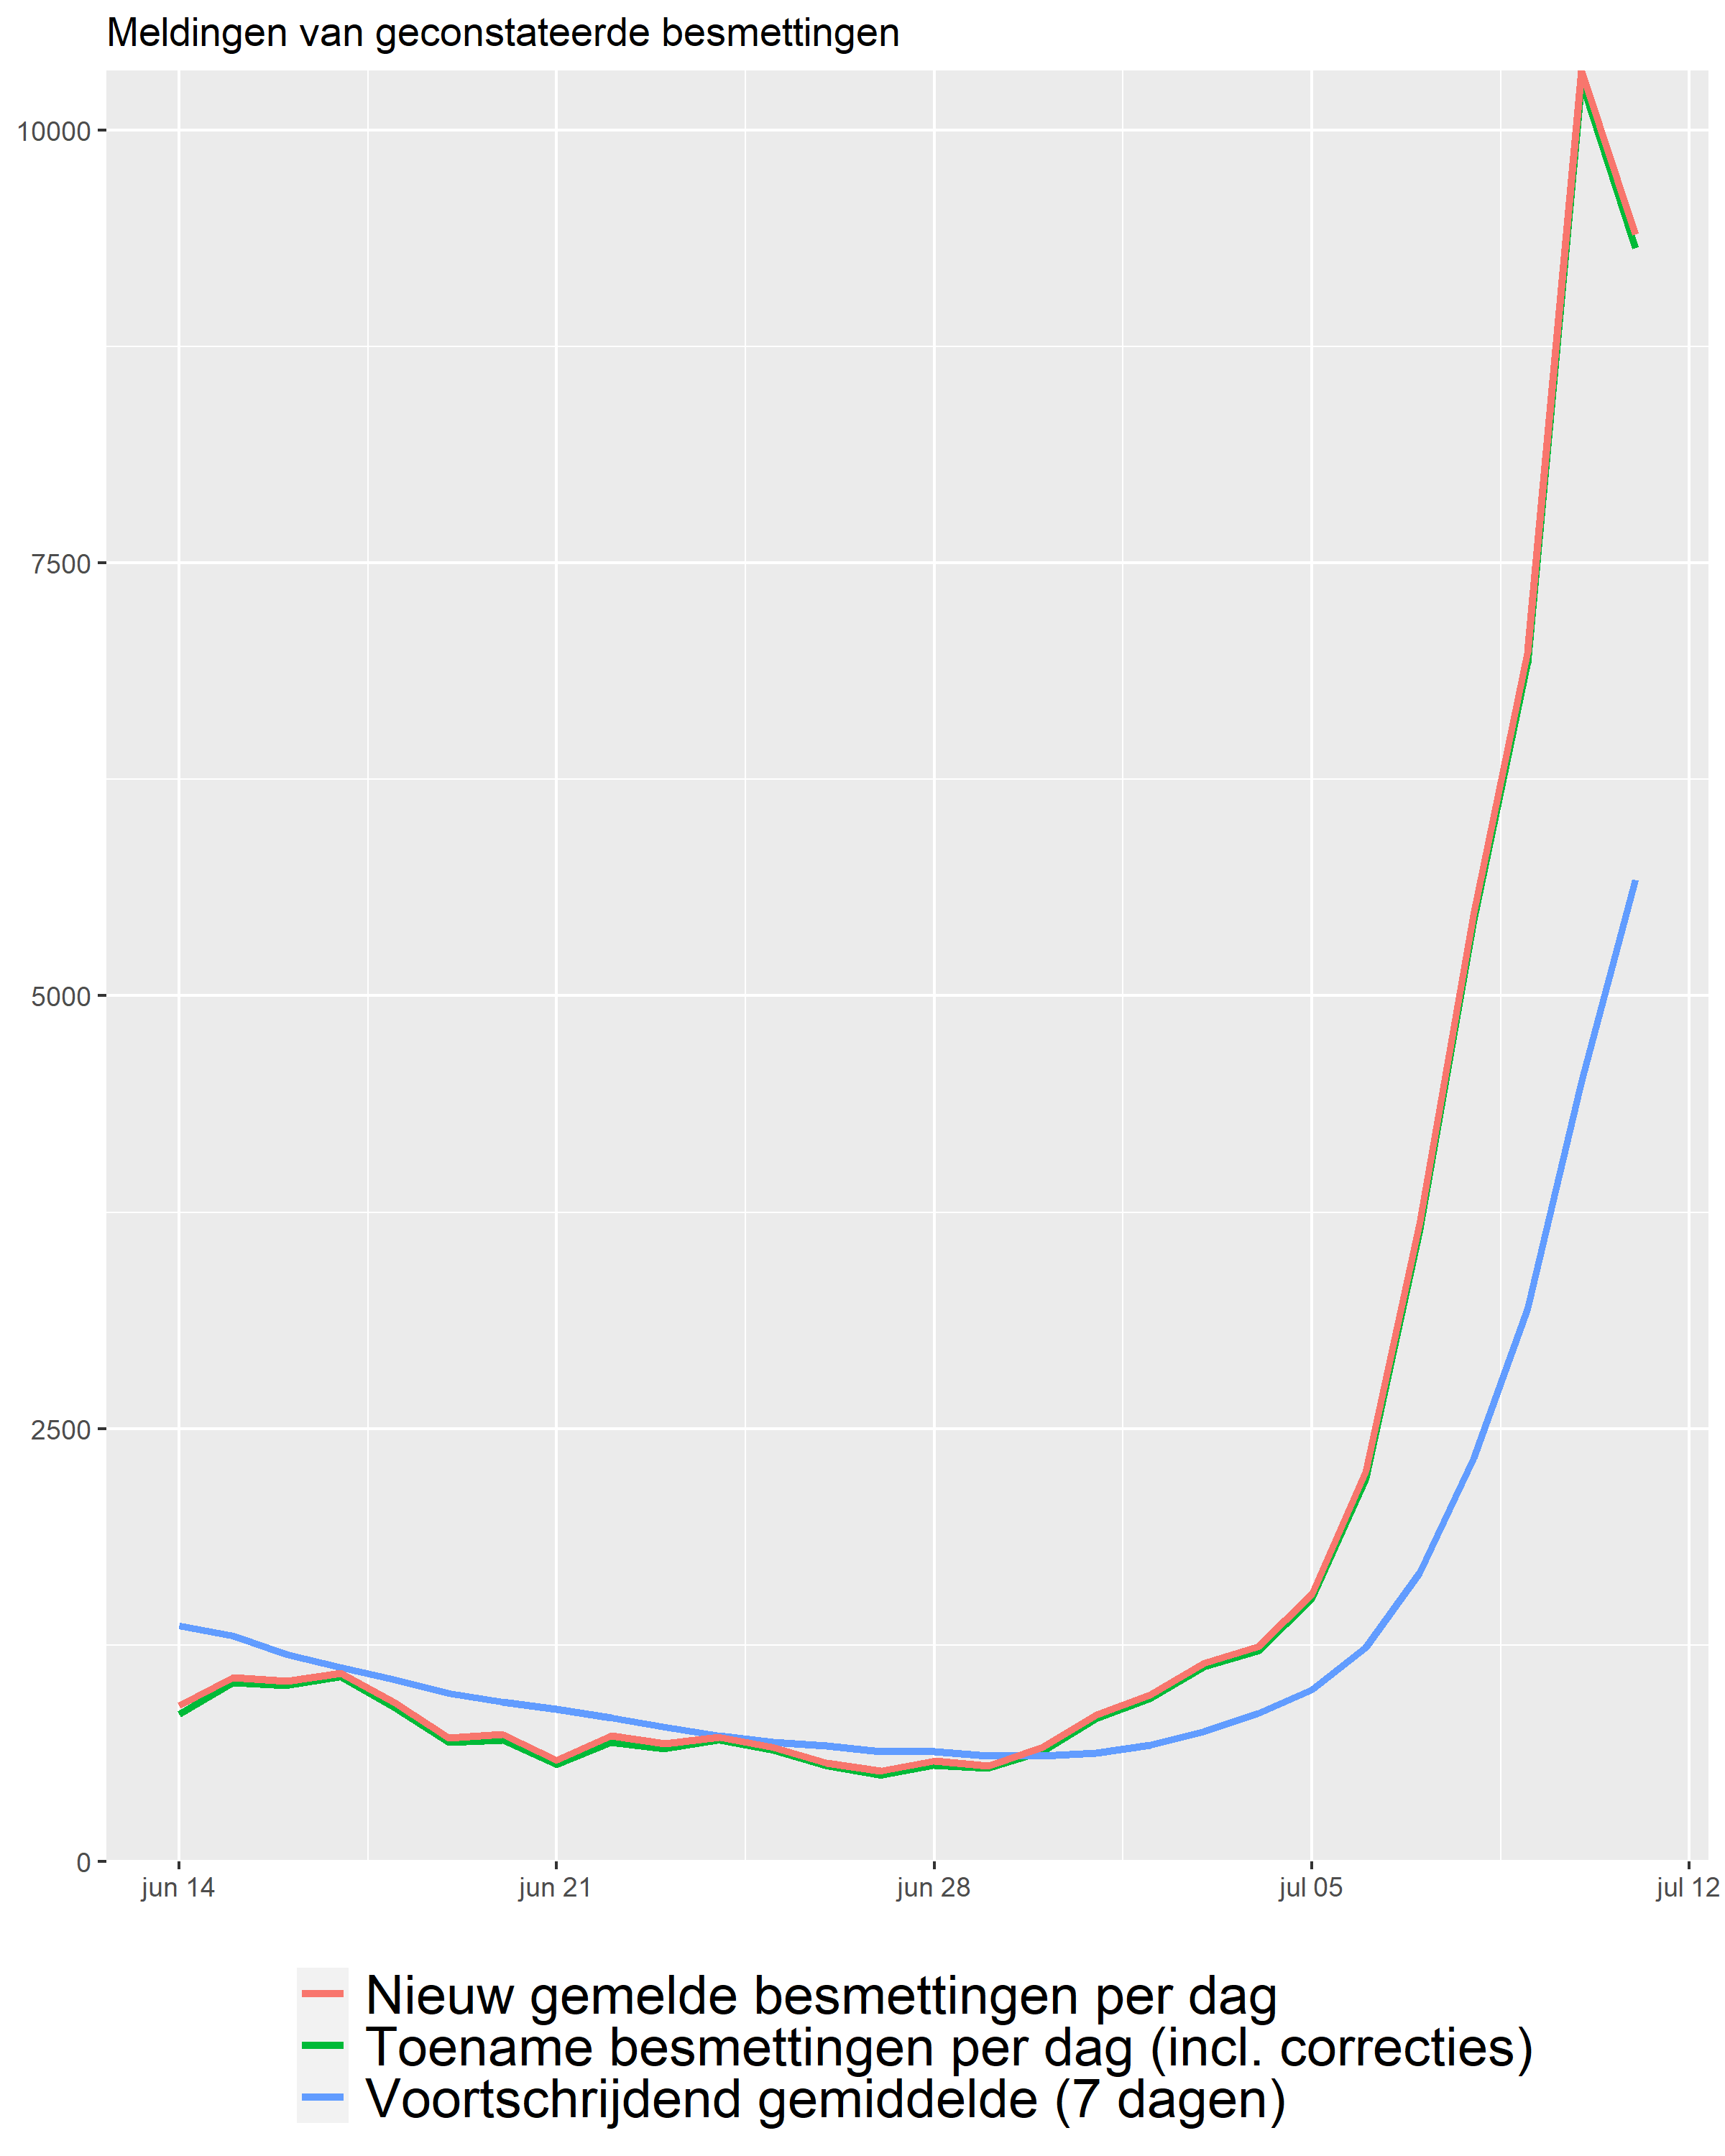 Meldingen van geconstateerde besmettingen
10000
7500
5000
2500
0
jun 14 jun 21 jun 28 jul 05 jul 12
Nieuw gemelde besmettingen per dag
Toename besmettingen per dag (incl. correcties)
Voortschrijdend gemiddelde (7 dagen)